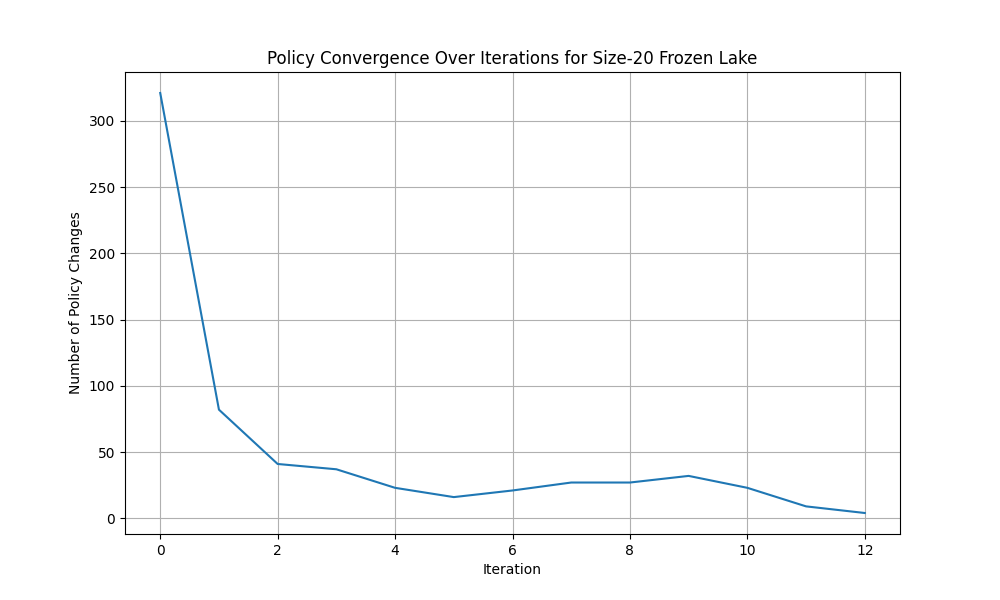 Policy Convergence Over Iterations for Size-20 Frozen Lake
Number of Policy Changes
300
250
200
150
100
50
0
0 2 4 6 8 10 12
Iteration